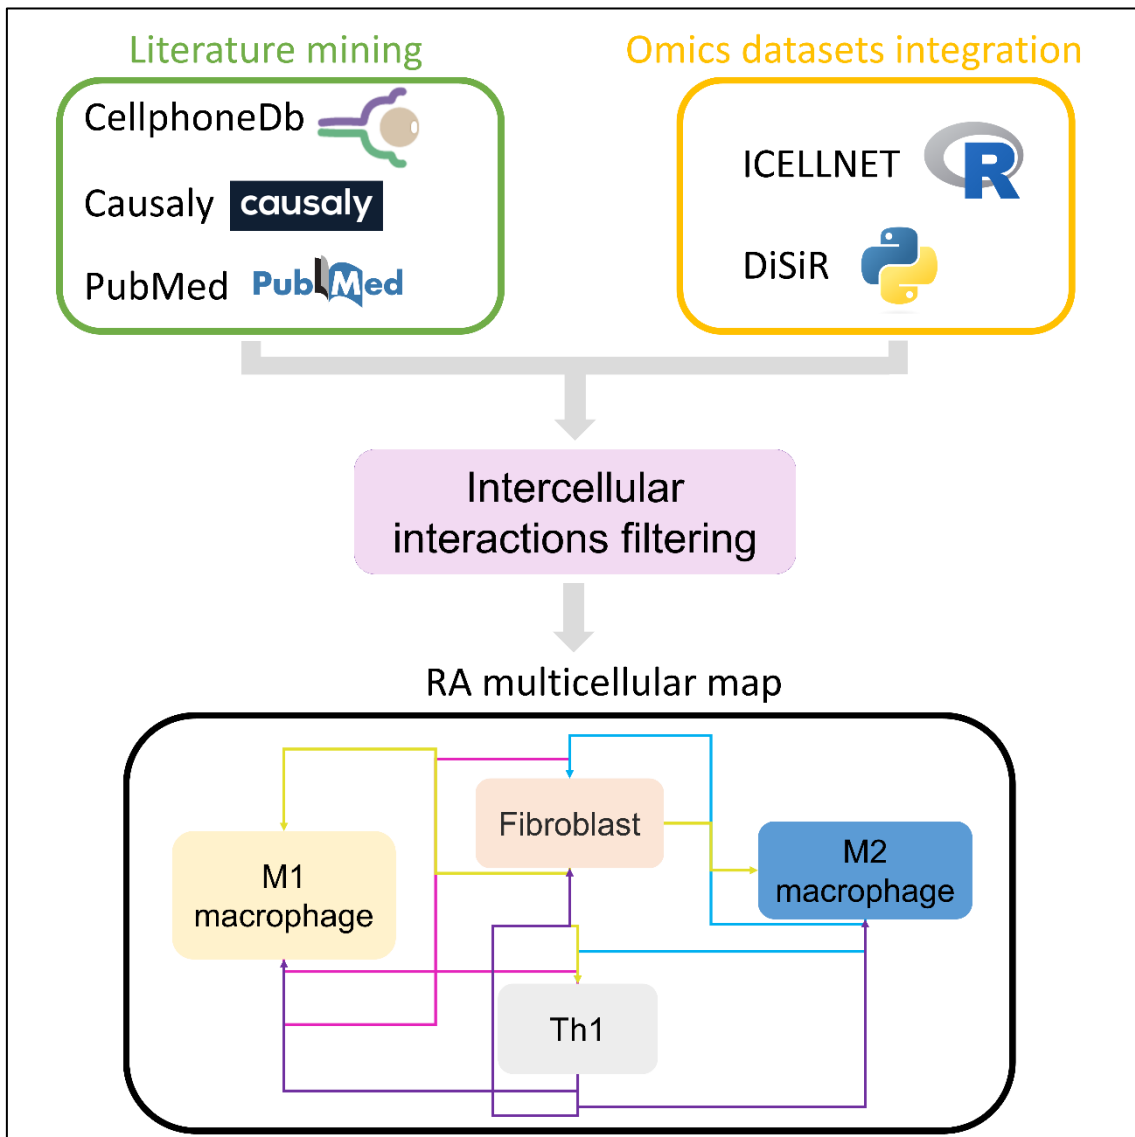 Literature mining
CellphoneDb
Causaly causaly
PubMed PubMed
Omics datasets integration
ICELLNET R
DiSiR
Intercellular
interactions filtering
RA multicellular map
Fibroblast
M1
macrophage
M2
macrophage
Th1